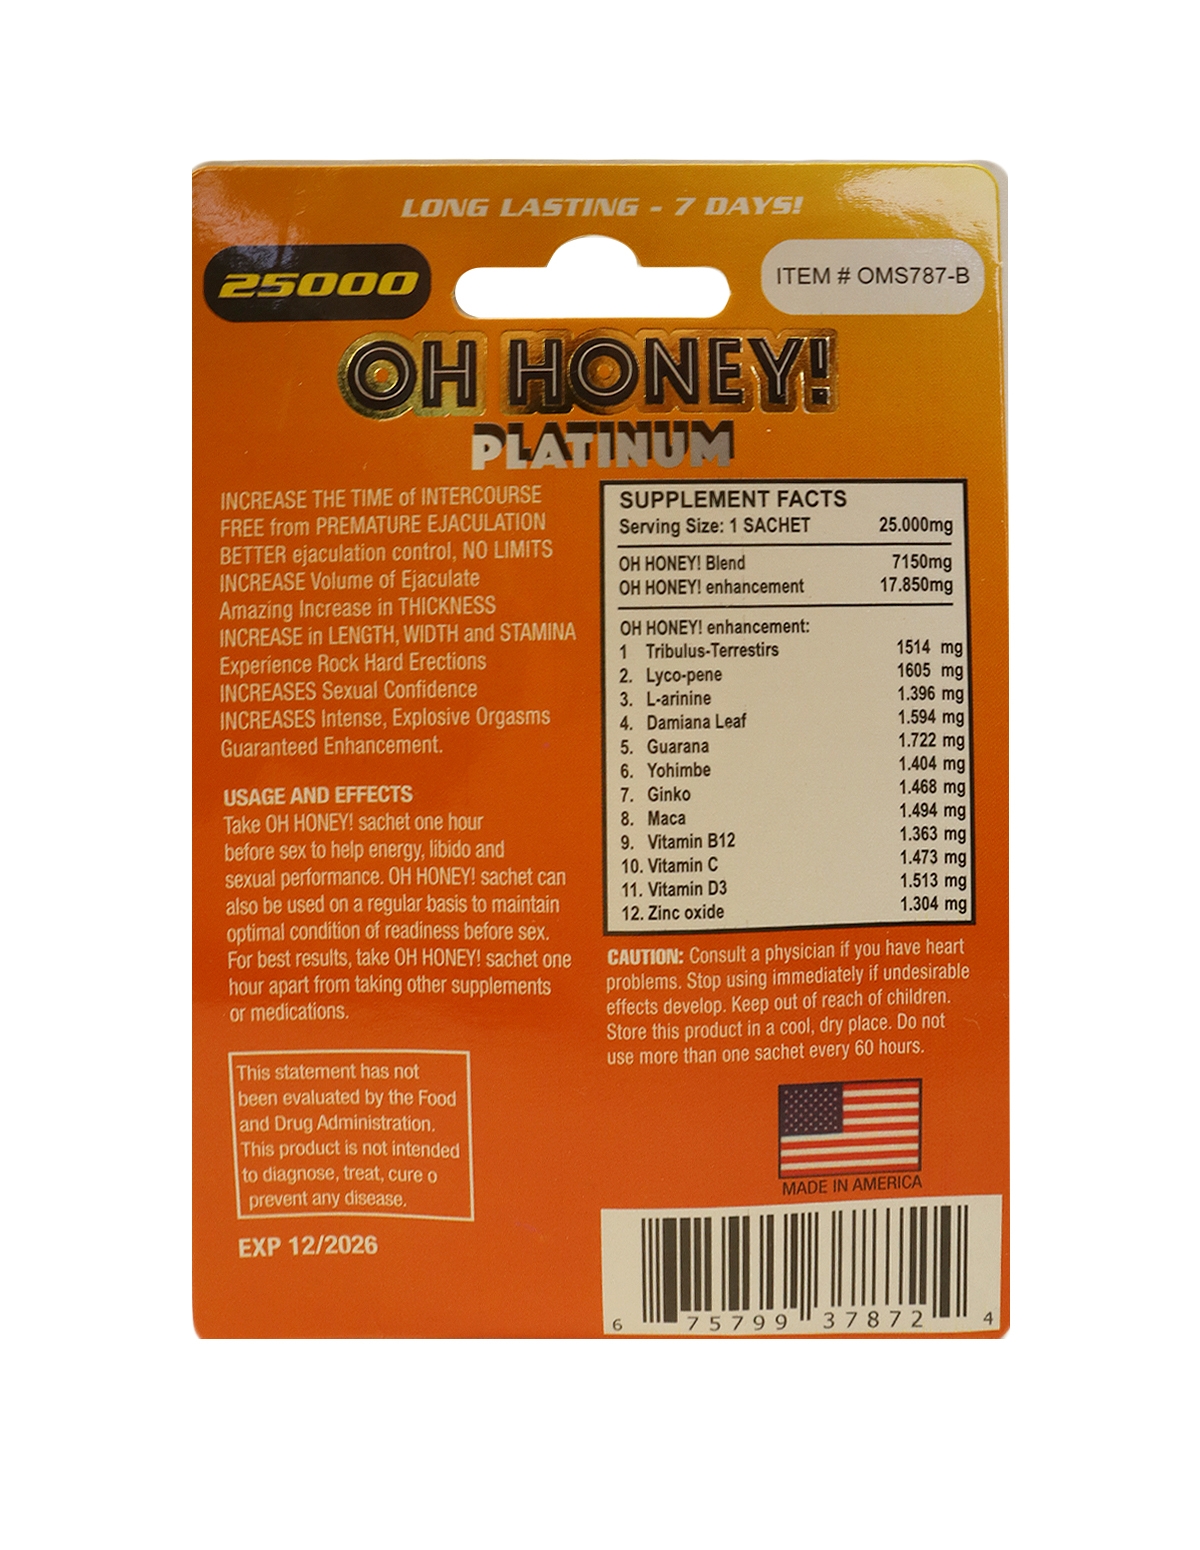 LONG LASTING - 7 DAYS!
25000
ITEM # OMS787-B
OH HONEY!
PLATINUM
INCREASE THE TIME of INTERCOURSE
FREE from PREMATURE EJACULATION
BETTER ejaculation control, NO LIMITS
INCREASE Volume of Ejaculate
Amazing Increase in THICKNESS
INCREASE in LENGTH, WIDTH and STAMINA
Experience Rock Hard Erections
INCREASES Sexual Confidence
INCREASES Intense, Explosive Orgasms
Guaranteed Enhancement.
USAGE AND EFFECTS
Take OH HONEY! sachet one hour
before sex to help energy, libido and
sexual performance. OH HONEY! sachet can
also be used on a regular basis to maintain
optimal condition of readiness before sex.
For best results, take OH HONEY! sachet one
hour apart from taking other supplements
or medications.
This statement has not
been evaluated by the Food
and Drug Administration.
This product is not intended
to diagnose, treat, cure o
prevent any disease.
EXP 12/2026
SUPPLEMENT FACTS
Serving Size: 1 SACHET 25.000mg
OH HONEY! Blend 7150mg
OH HONEY! enhancement 17.850mg
OH HONEY! enhancement:
1 Tribulus-Terrestirs 1514 mg
2. Lyco-pene 1605 mg
3. L-arinine 1.396 mg
4. Damiana Leaf 1.594 mg
5. Guarana 1.722 mg
6. Yohimbe 1.404 mg
7. Ginko 1.468 mg
8. Maca 1.494 mg
9. Vitamin B12 1.363 mg
10. Vitamin C 1.473 mg
11. Vitamin D3 1.513 mg
12. Zinc oxide 1.304 mg
CAUTION: Consult a physician if you have heart
problems. Stop using immediately if undesirable
effects develop. Keep out of reach of children.
Store this product in a cool, dry place. Do not
use more than one sachet every 60 hours.
MADE IN AMERICA
6 75799 37872 4